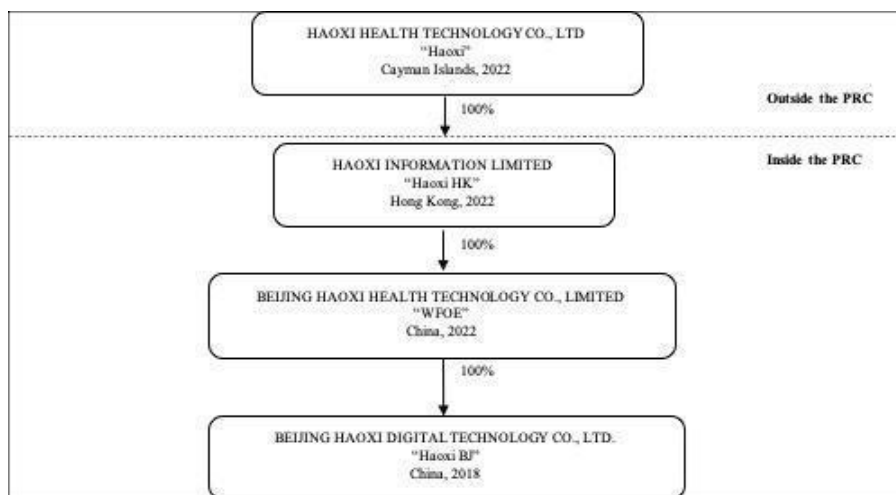 HAOXI HEALTH TECHNOLOGY CO., LTD
“Haoxi”
Cayman Islands, 2022
100%
Outside the PRC
Inside the PRC
HAOXI INFORMATION LIMITED
“Haoxi HK”
Hong Kong, 2022
100%
BEIJING HAOXI HEALTH TECHNOLOGY CO., LIMITED
“WFOE”
China, 2022
100%
BEIJING HAOXI DIGITAL TECHNOLOGY CO., LTD.
“Haoxi BJ”
China, 2018